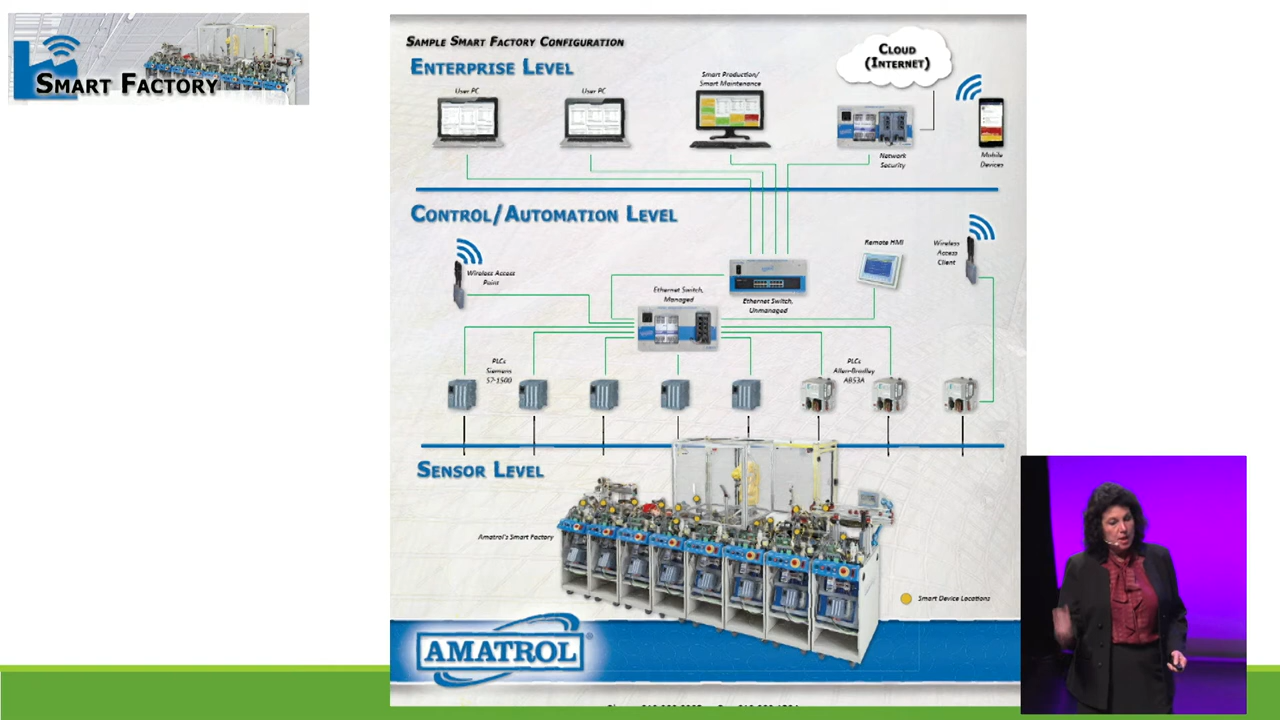 SMART FACTORY
SAMPLE SMART FACTORY CONFIGURATION
ENTERPRISE LEVEL
CLOUD
(INTERNET)
User PC
User PC
Smart Production/
Smart Maintenance
Network
Security
Mobile
Devices
CONTROL/AUTOMATION LEVEL
Wireless Access
Point
Ethernet Switch,
Managed
Ethernet Switch,
Unmanaged
Remote HMI
Wireless
Access
Client
PLCs
Siemens
S7-1500
PLCs
Allen-Bradley
AB53A
SENSOR LEVEL
Amatrol's Smart Factory
Smart Device Locations
AMATROL®